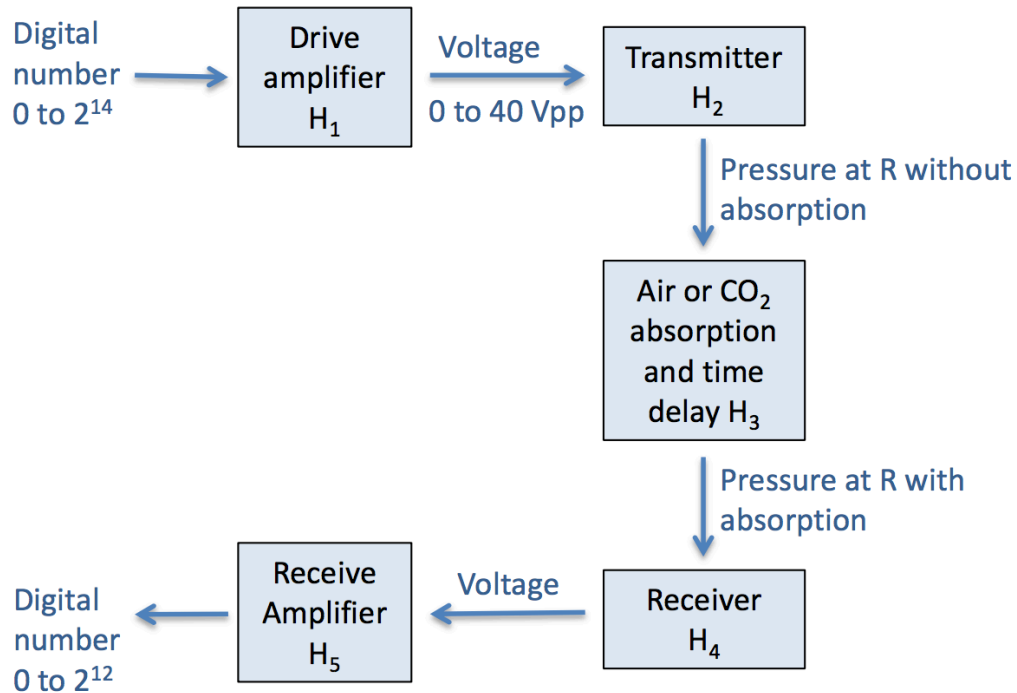 Digital
number
0 to 2¹⁴
Drive
amplifier
H₁
Voltage
0 to 40 Vpp
Transmitter
H₂
Pressure at R without
absorption
Air or CO₂
absorption
and time
delay H₃
Pressure at R with
absorption
Receiver
H₄
Voltage
Receive
Amplifier
H₅
Digital
number
0 to 2¹²